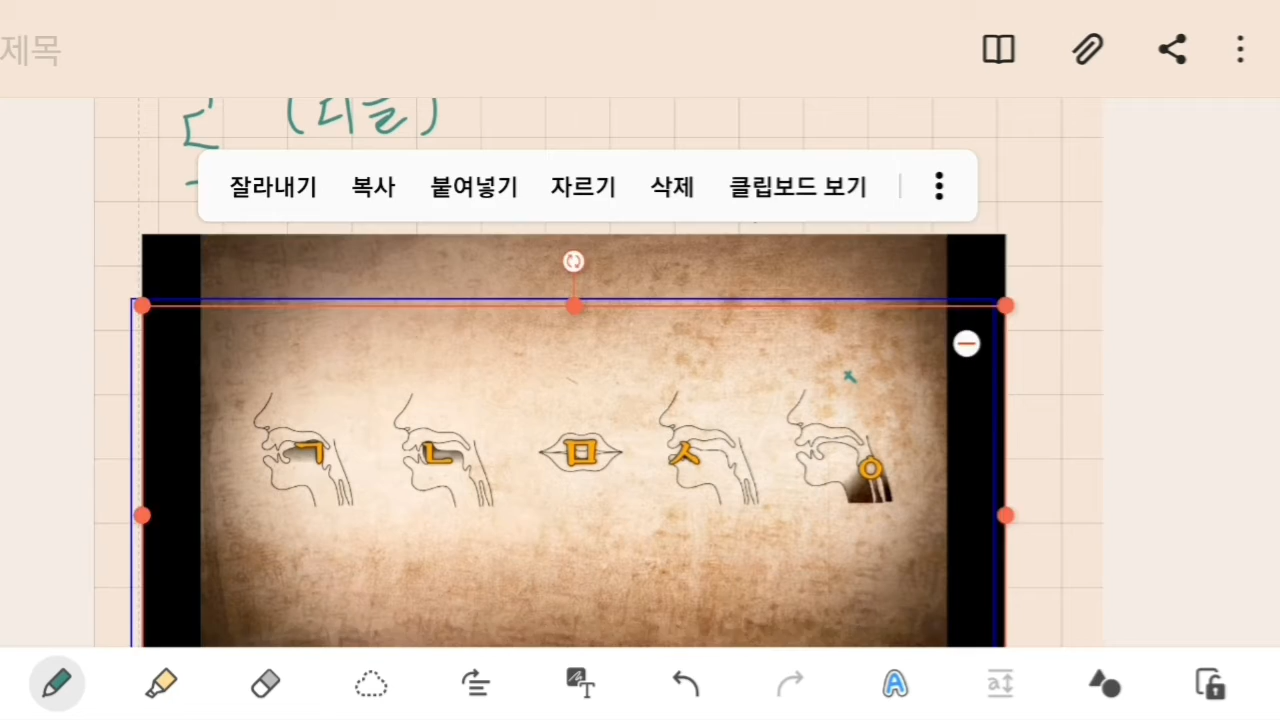 제목
ㄷ (디귿)
잘라내기 복사 붙여넣기 자르기 삭제 클립보드 보기
ㄱ ㄴ ㅁ ㅅ ㅇ